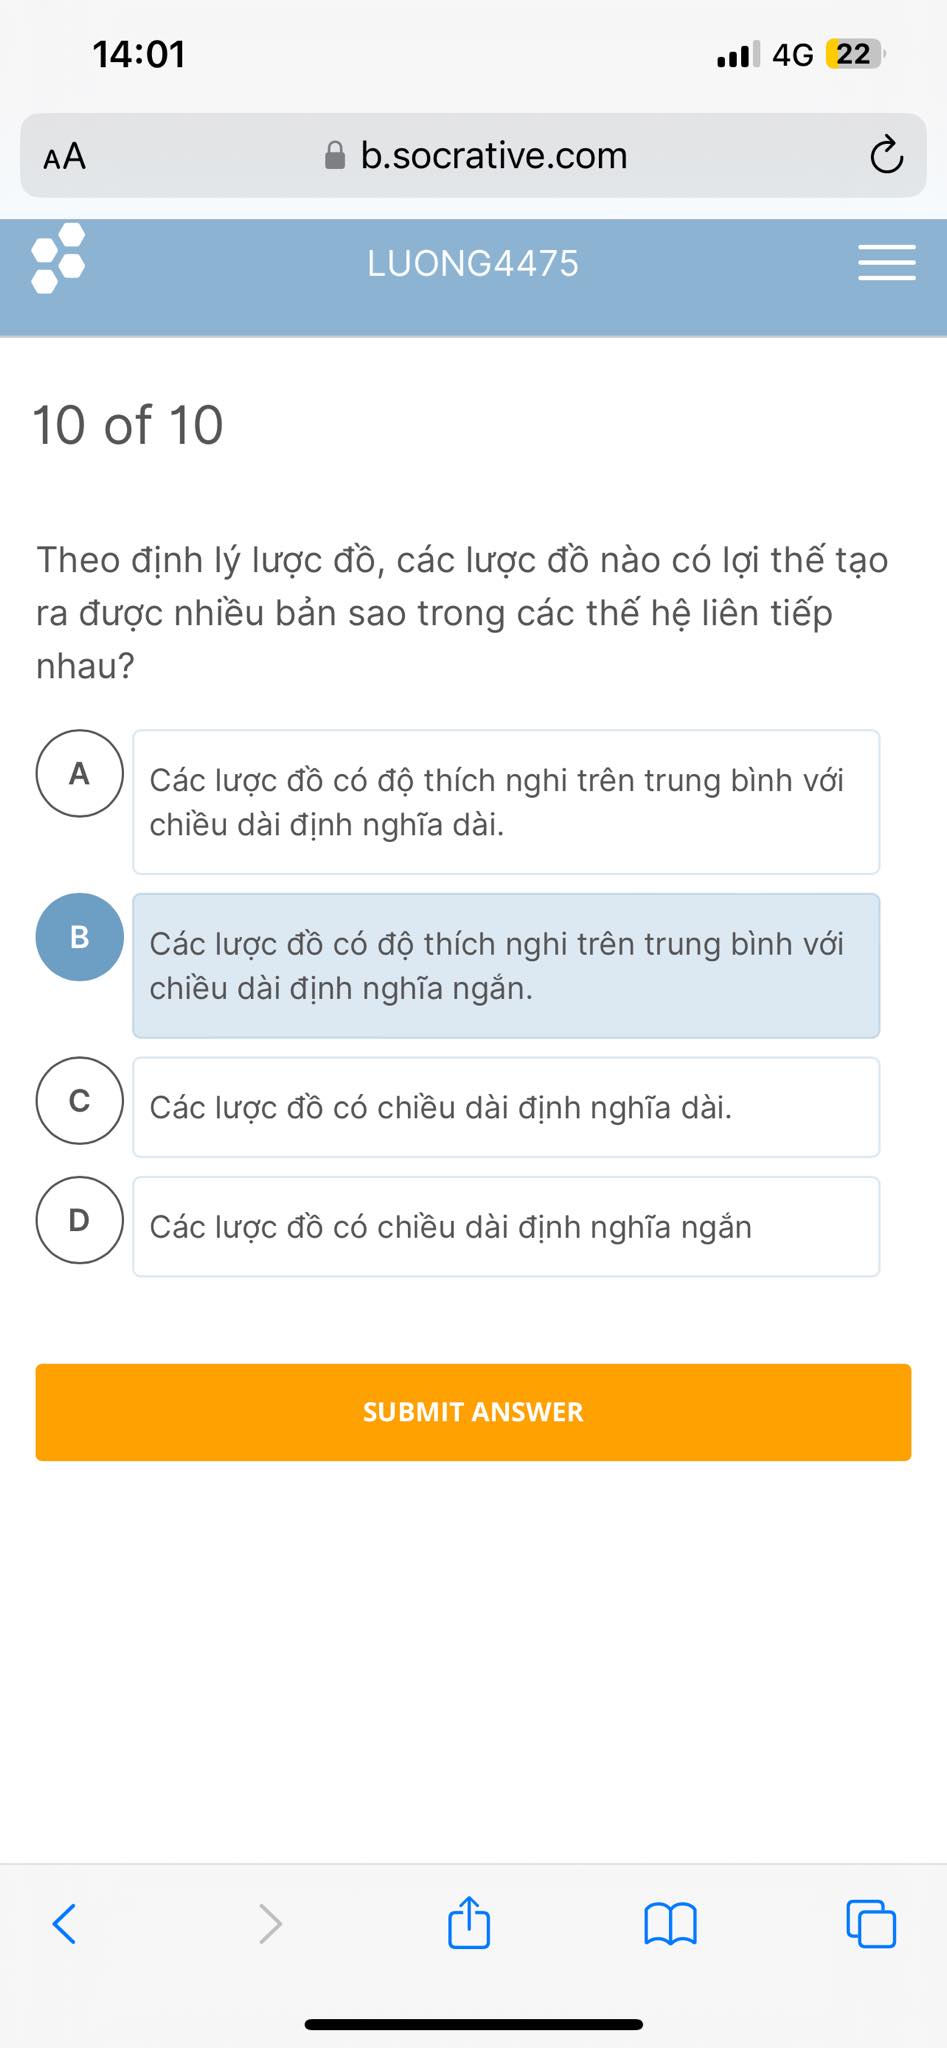 14:01
4G 22
AA b.socrative.com
LUONG4475
10 of 10
Theo định lý lược đồ, các lược đồ nào có lợi thế tạo
ra được nhiều bản sao trong các thế hệ liên tiếp
nhau?
A
Các lược đồ có độ thích nghi trên trung bình với
chiều dài định nghĩa dài.
B
Các lược đồ có độ thích nghi trên trung bình với
chiều dài định nghĩa ngắn.
C
Các lược đồ có chiều dài định nghĩa dài.
D
Các lược đồ có chiều dài định nghĩa ngắn
SUBMIT ANSWER